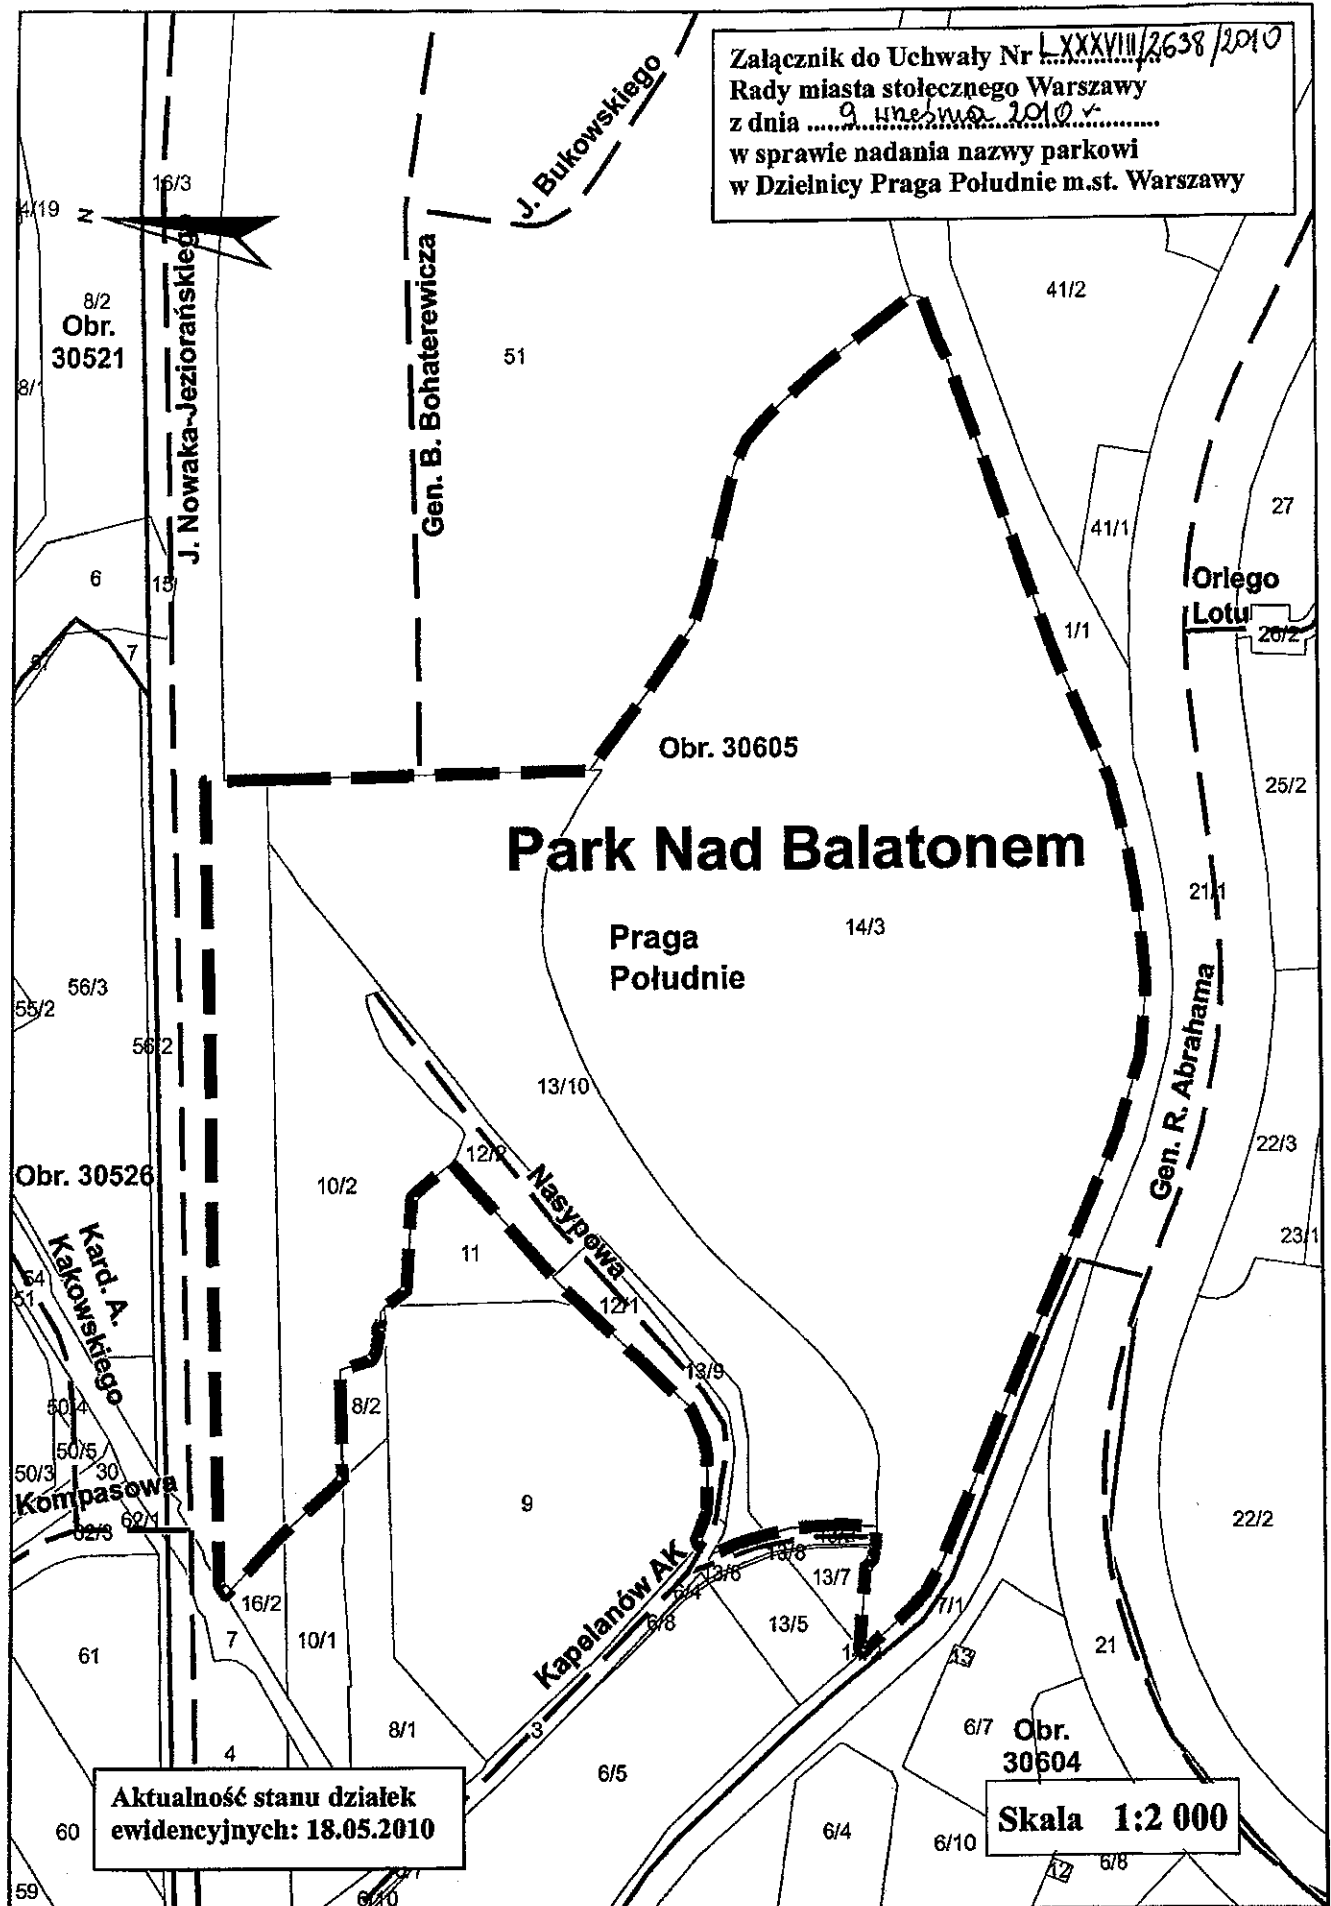 Załącznik do Uchwały Nr LXXXVIII/2638/2010
Rady miasta stołecznego Warszawy
z dnia 9 września 2010 r.
w sprawie nadania nazwy parkowi
w Dzielnicy Praga Południe m.st. Warszawy
J. Bukowskiego
16/3
4/19
N
J. Nowaka-Jeziorańskiego
Gen. B. Bohaterewicza
8/2
Obr.
30521
41/2
51
8/1
27
41/1
6
15/
Orlego
Lotu
1/1
26/2
7
57
Obr. 30605
25/2
Park Nad Balatonem
21/1
14/3
Praga
Południe
56/3
55/2
56/2
13/10
Gen. R. Abrahama
22/3
12/2
Obr. 30526
10/2
Nasypowa
Kard. A.
Kakowskiego
11
23/1
54
51
12/1
13/9
50/4
8/2
50/5
50/3
30
Kompasowa
9
62/1
62/3
22/2
13/8
13/6
13/7
6/4
Kapelanów AK
16/2
7/1
6/8
13/5
7
10/1
21
61
13
3
8/1
6/7
Obr.
30604
4
6/5
Aktualność stanu działek
ewidencyjnych: 18.05.2010
Skala 1:2 000
60
6/4
6/10
6/8
12
59
6/10